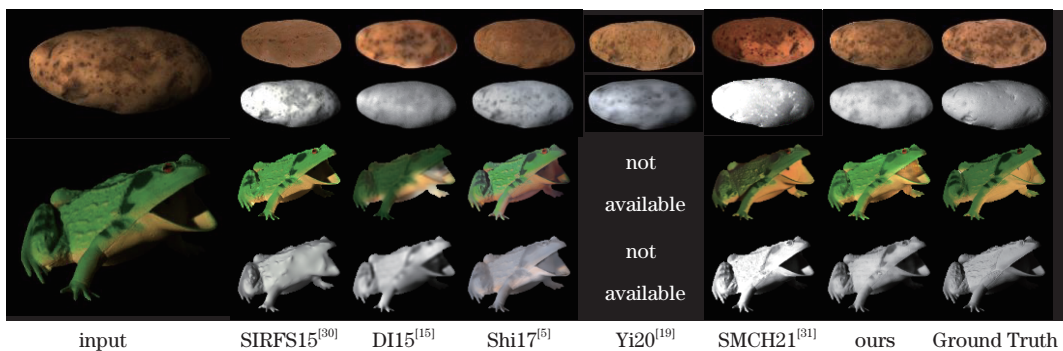 not
available
not
available
input SIRFS15[30] DI15[15] Shi17[5] Yi20[19] SMCH21[31] ours Ground Truth